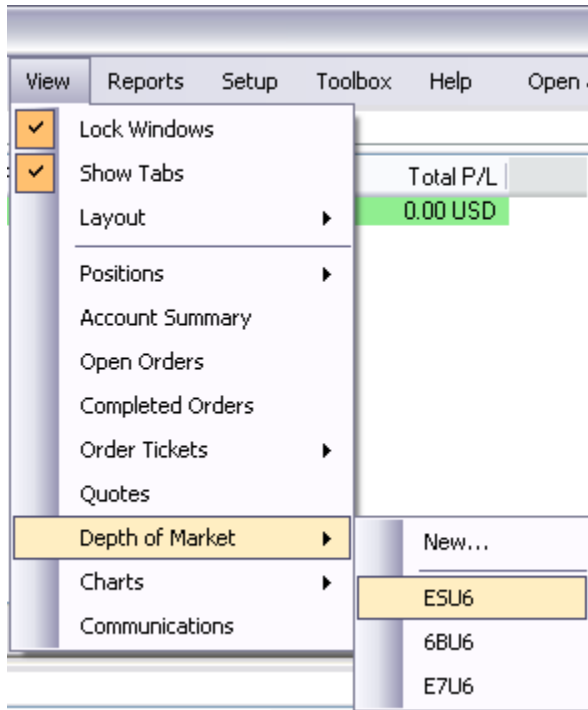 View Reports Setup Toolbox Help Open
Lock Windows
Show Tabs
Total P/L
Layout
0.00 USD
Positions
Account Summary
Open Orders
Completed Orders
Order Tickets
Quotes
Depth of Market
New...
Charts
ESU6
Communications
6BU6
E7U6